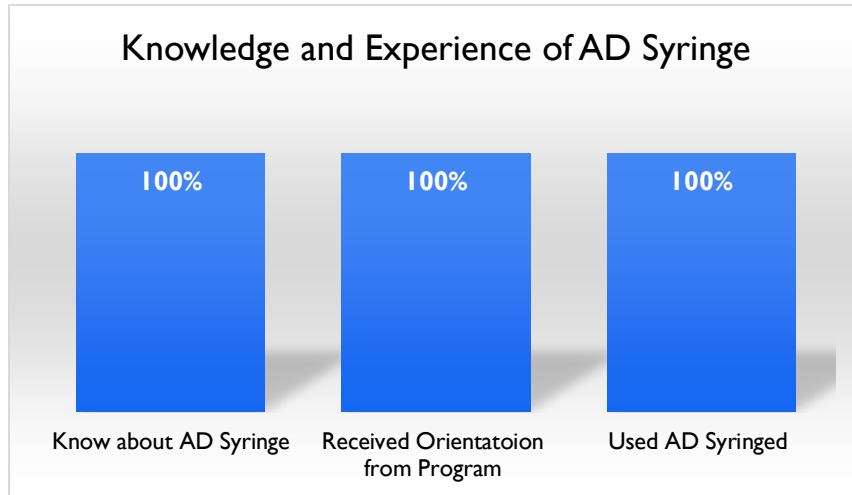 Knowledge and Experience of AD Syringe
100%
100%
100%
Know about AD Syringe
Received Orientatoion
from Program
Used AD Syringed